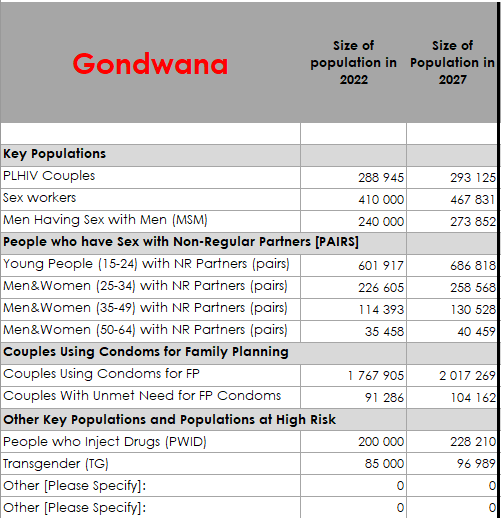 Gondwana
Size of population in 2022
Size of Population in 2027
Key Populations
PLHIV Couples 288 945 293 125
Sex workers 410 000 467 831
Men Having Sex with Men (MSM) 240 000 273 852
People who have Sex with Non-Regular Partners [PAIRS]
Young People (15-24) with NR Partners (pairs) 601 917 686 818
Men&Women (25-34) with NR Partners (pairs) 226 605 258 568
Men&Women (35-49) with NR Partners (pairs) 114 393 130 528
Men&Women (50-64) with NR Partners (pairs) 35 458 40 459
Couples Using Condoms for Family Planning
Couples Using Condoms for FP 1 767 905 2 017 269
Couples With Unmet Need for FP Condoms 91 286 104 162
Other Key Populations and Populations at High Risk
People who Inject Drugs (PWID) 200 000 228 210
Transgender (TG) 85 000 96 989
Other [Please Specify]: 0 0
Other [Please Specify]: 0 0